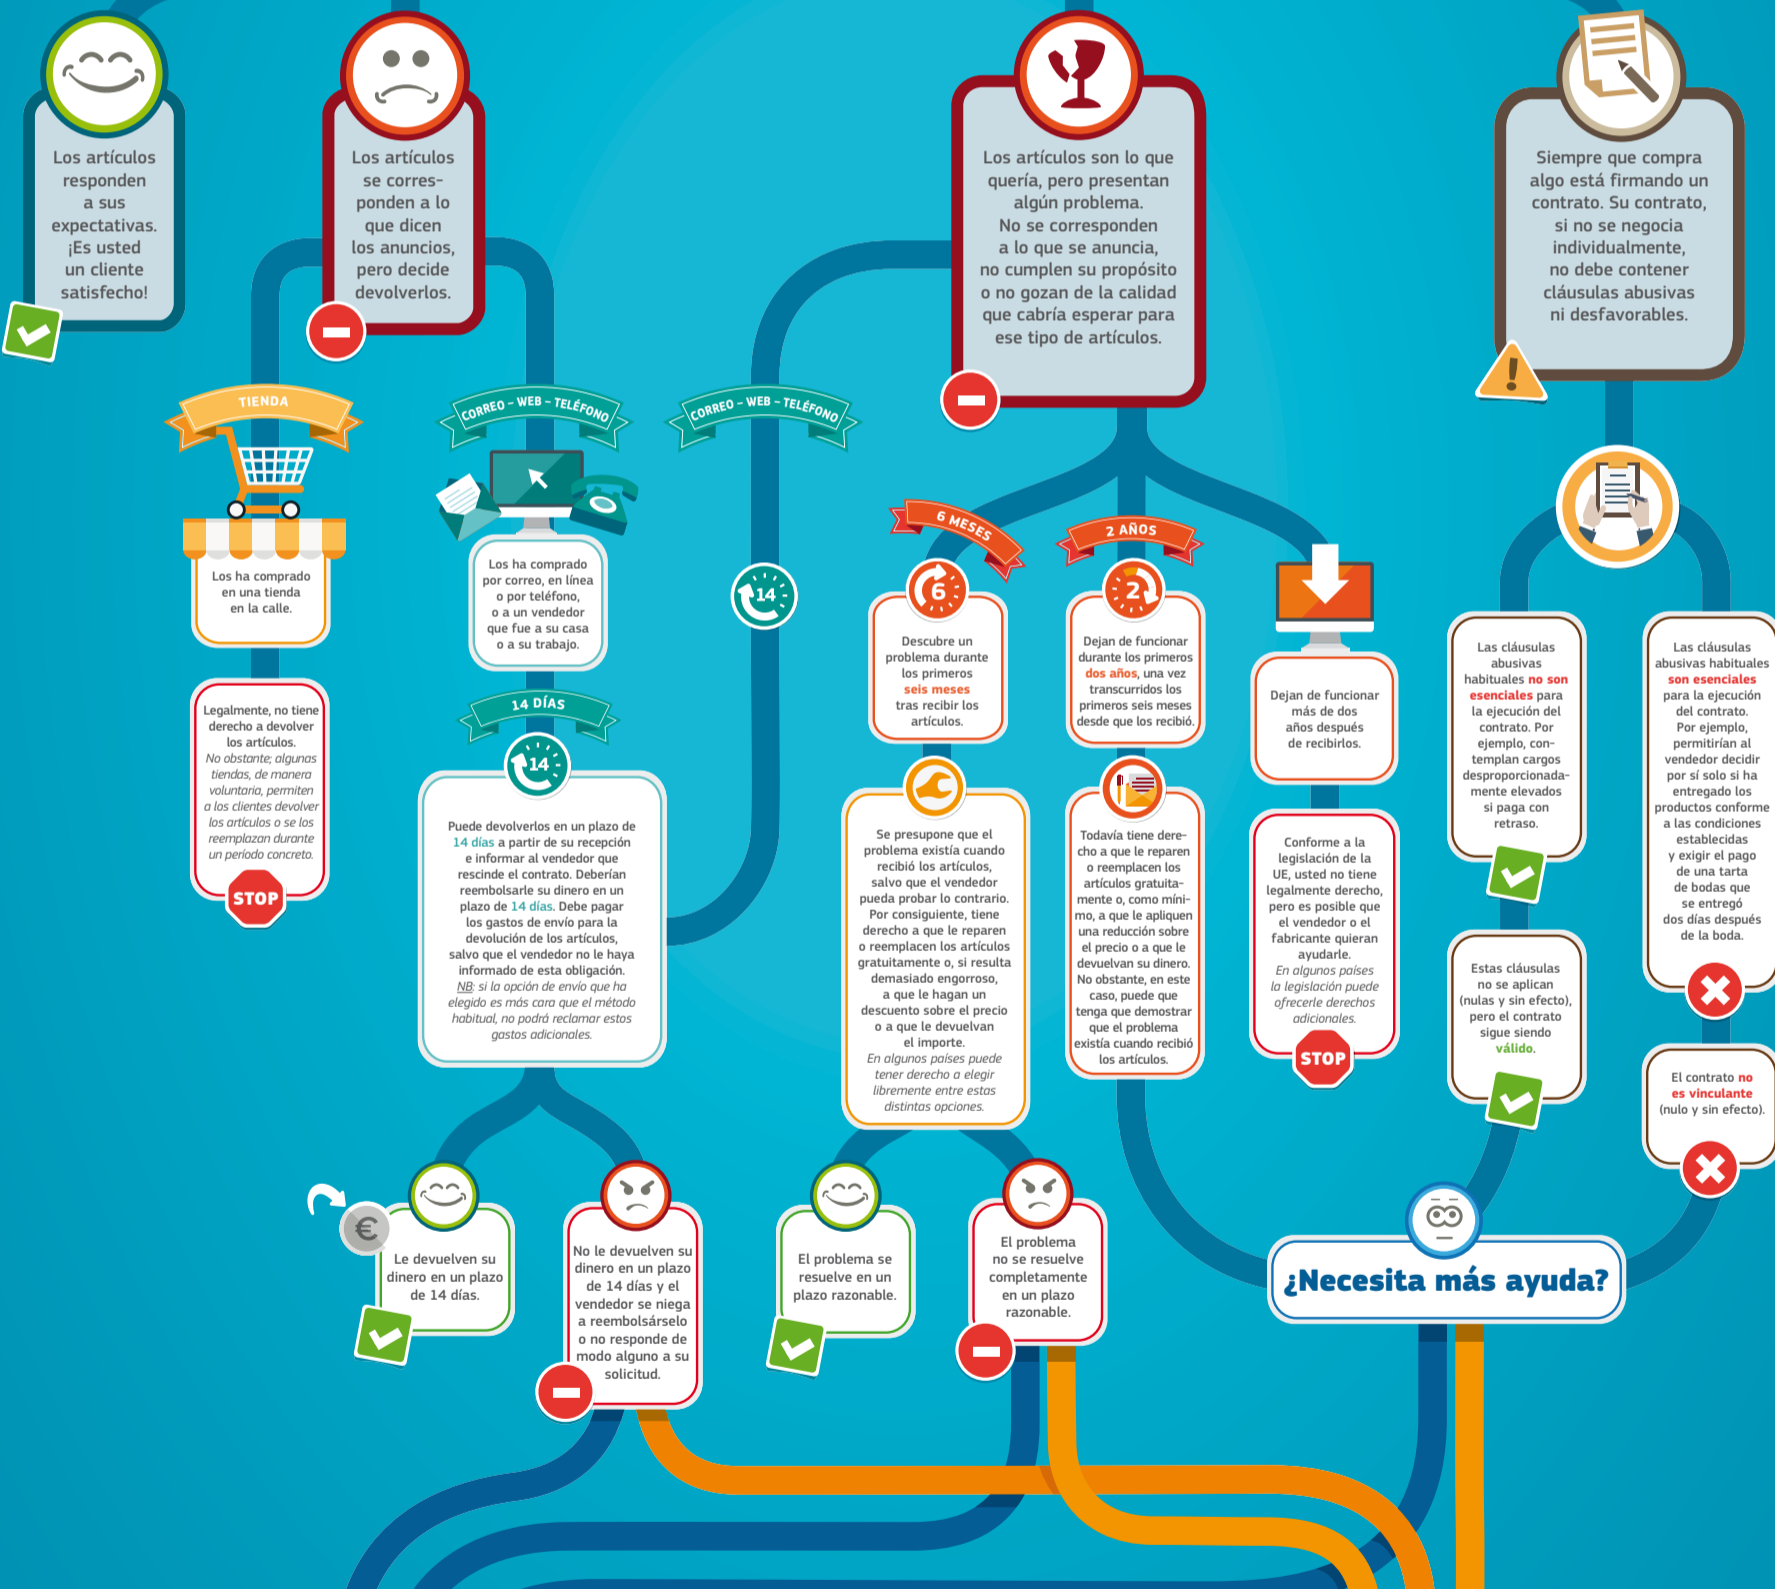 Los artículos
responden
a sus
expectativas.
¡Es usted
un cliente
satisfecho!
Los artículos
se corres-
ponden a lo
que dicen
los anuncios,
pero decide
devolverlos.
Los artículos son lo que
quería, pero presentan
algún problema.
No se corresponden
a lo que se anuncia,
no cumplen su propósito
o no gozan de la calidad
que cabría esperar para
ese tipo de artículos.
Siempre que compra
algo está firmando un
contrato. Su contrato,
si no se negocia
individualmente,
no debe contener
cláusulas abusivas
ni desfavorables.
TIENDA
Los ha comprado
en una tienda
en la calle.
Legalmente, no tiene
derecho a devolver
los artículos.
No obstante, algunas
tiendas, de manera
voluntaria, permiten
a los clientes devolver
los artículos o se los
reemplazan durante
un período concreto.
STOP
CORREO – WEB – TELÉFONO
Los ha comprado
por correo, en línea
o por teléfono,
o a un vendedor
que fue a su casa
o a su trabajo.
14 DÍAS
14
Puede devolverlos en un plazo de
14 días a partir de su recepción
e informar al vendedor que
rescinde el contrato. Deberían
reembolsarle su dinero en un
plazo de 14 días. Debe pagar
los gastos de envío para la
devolución de los artículos,
salvo que el vendedor no le haya
informado de esta obligación.
NB: si la opción de envío que ha
elegido es más cara que el método
habitual, no podrá reclamar estos
gastos adicionales.
CORREO – WEB – TELÉFONO
14
6 MESES
6
Descubre un
problema durante
los primeros
seis meses
tras recibir los
artículos.
Se presupone que el
problema existía cuando
recibió los artículos,
salvo que el vendedor
pueda probar lo contrario.
Por consiguiente, tiene
derecho a que le reparen
o reemplacen los artículos
gratuitamente o, si resulta
demasiado engorroso,
a que le hagan un
descuento sobre el precio
o a que le devuelvan
el importe.
En algunos países puede
tener derecho a elegir
libremente entre estas
distintas opciones.
2 AÑOS
2
Dejan de funcionar
durante los primeros
dos años, una vez
transcurridos los
primeros seis meses
desde que los recibió.
Todavía tiene dere-
cho a que le reparen
o reemplacen los
artículos gratuita-
mente o, como míni-
mo, a que le apliquen
una reducción sobre
el precio o a que le
devuelvan su dinero.
No obstante, en este
caso, puede que
tenga que demostrar
que el problema
existía cuando recibió
los artículos.
Dejan de funcionar
más de dos
años después
de recibirlos.
Conforme a la
legislación de la
UE, usted no tiene
legalmente derecho,
pero es posible que
el vendedor o el
fabricante quieran
ayudarle.
En algunos países
la legislación puede
ofrecerle derechos
adicionales.
STOP
Las cláusulas
abusivas
habituales no son
esenciales para
la ejecución del
contrato. Por
ejemplo, con-
templan cargos
desproporcionada-
mente elevados
si paga con
retraso.
Estas cláusulas
no se aplican
(nulas y sin efecto),
pero el contrato
sigue siendo
válido.
Las cláusulas
abusivas habituales
son esenciales
para la ejecución
del contrato.
Por ejemplo,
permitirían al
vendedor decidir
por sí solo si ha
entregado los
productos conforme
a las condiciones
establecidas
y exigir el pago
de una tarta
de bodas que
se entregó
dos días después
de la boda.
El contrato no
es vinculante
(nulo y sin efecto).
€
Le devuelven su
dinero en un plazo
de 14 días.
No le devuelven su
dinero en un plazo
de 14 días y el
vendedor se niega
a reembolsárselo
o no responde de
modo alguno a su
solicitud.
El problema se
resuelve en un
plazo razonable.
El problema
no se resuelve
completamente
en un plazo
razonable.
¿Necesita más ayuda?